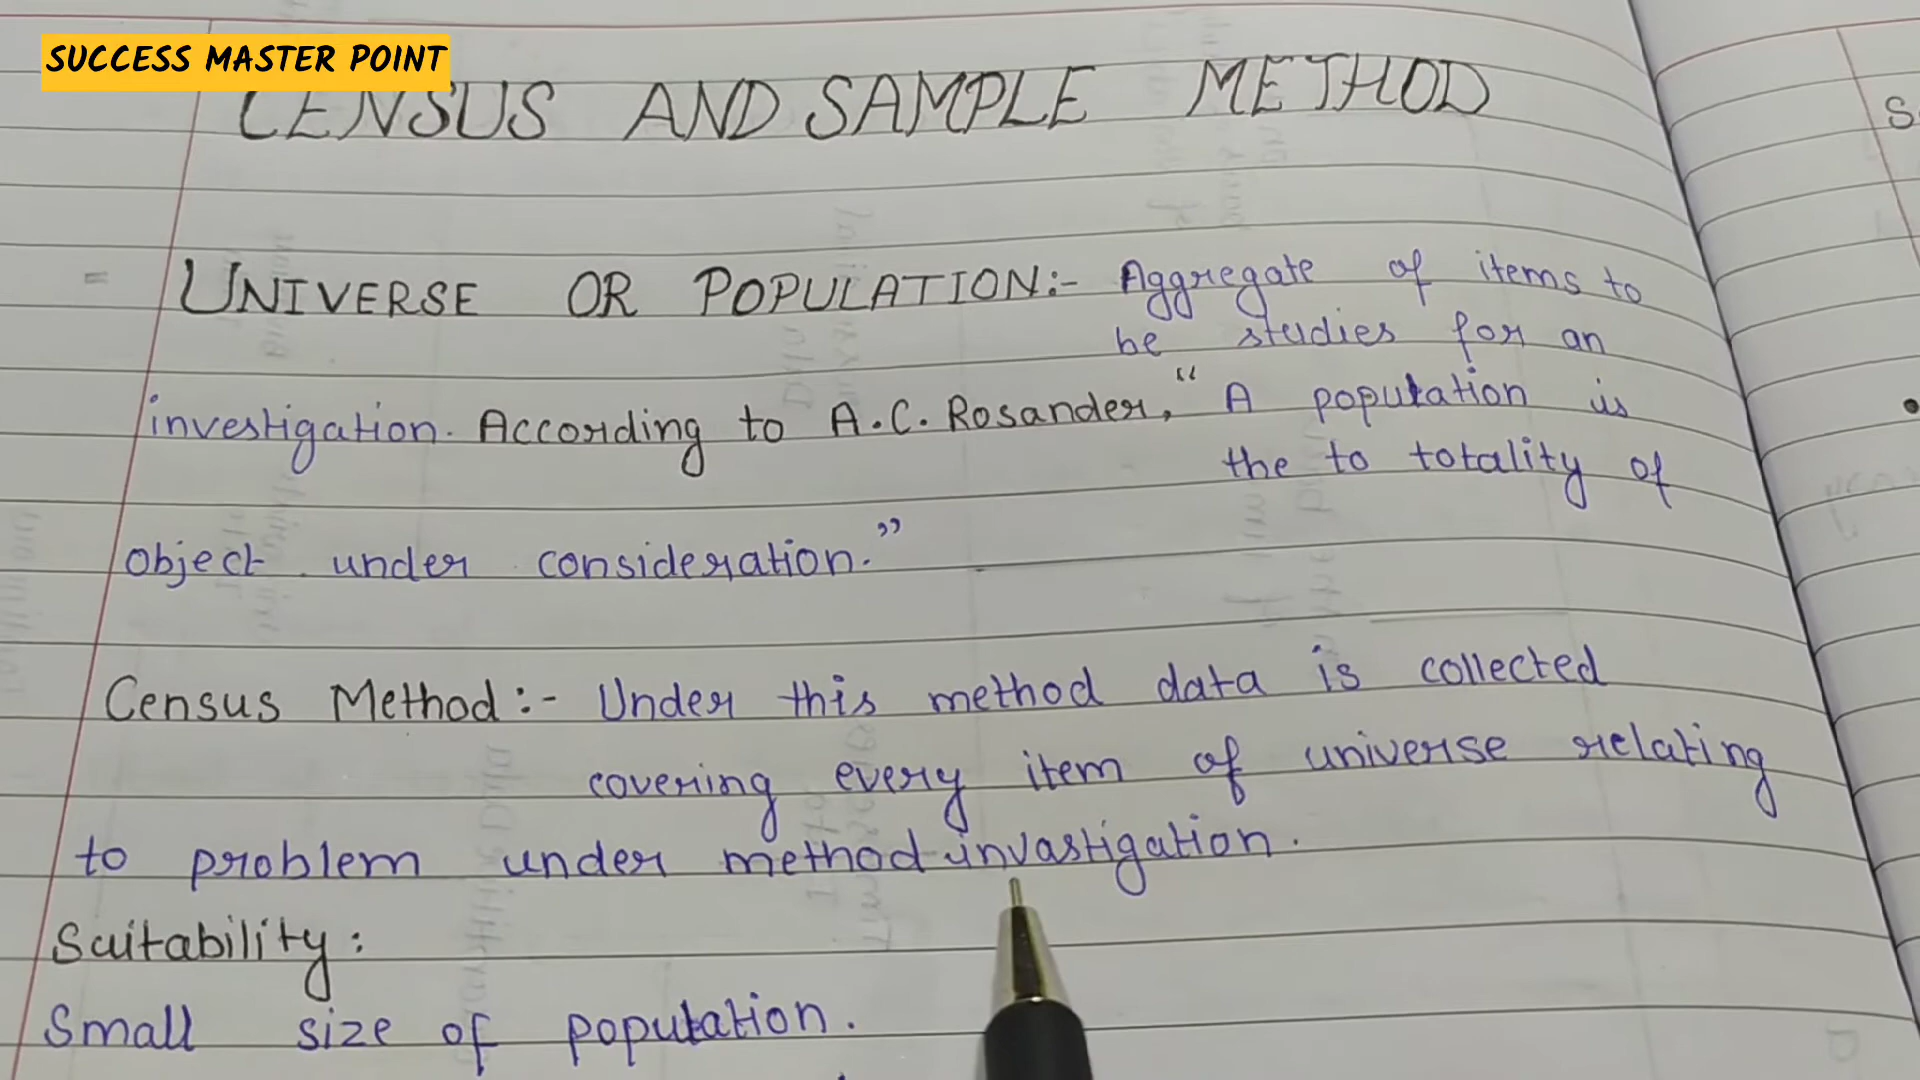 SUCCESS MASTER POINT
CENSUS AND SAMPLE METHOD
S
= UNIVERSE OR POPULATION:- Aggregate of items to
be studies for an
investigation. According to A.C. Rosander, “ A population is
the to totality of
object under consideration.”
Census Method:- Under this method data is collected
covering every item of universe relating
to problem under method invastigation.
Suitability:
Small size of population.